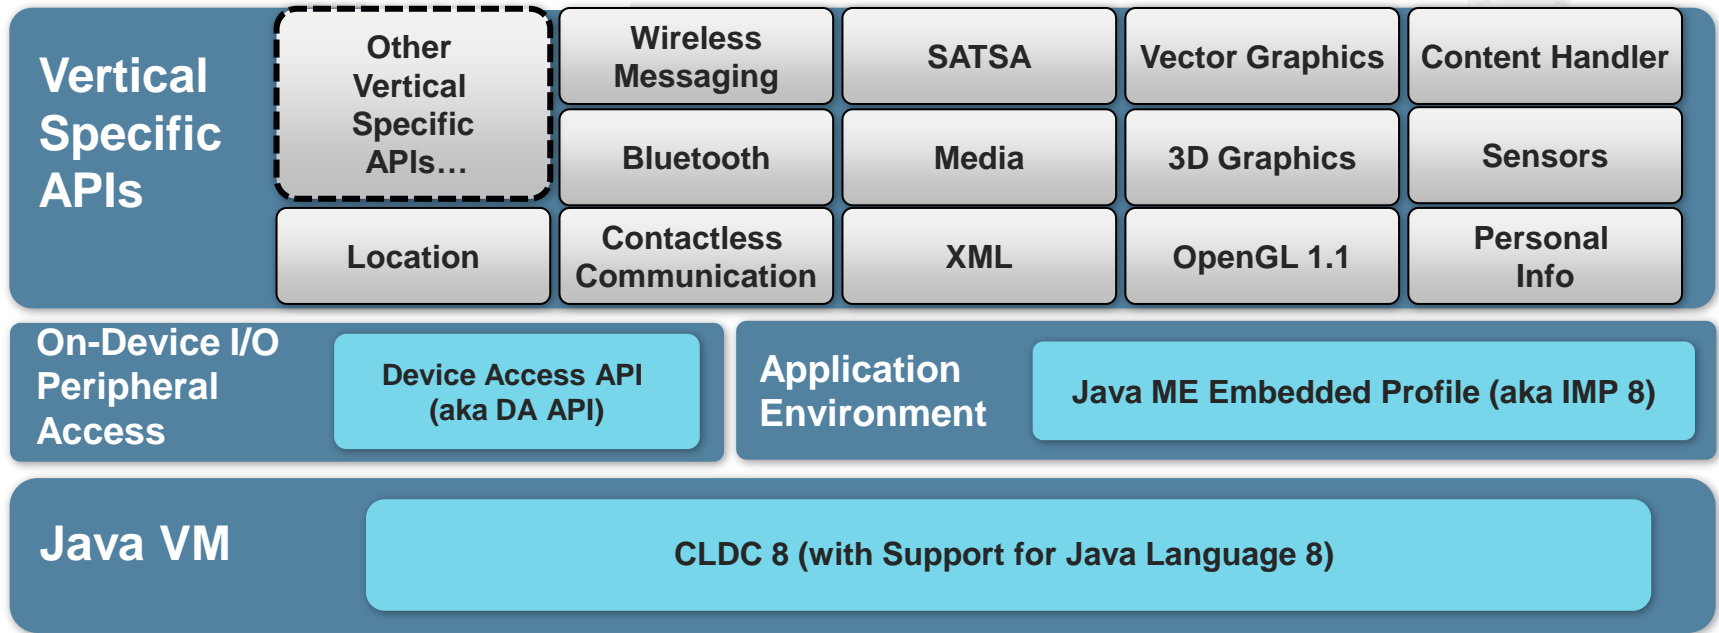 Vertical
Specific
APIs
Other
Vertical
Specific
APIs...
Wireless
Messaging
SATSA
Vector Graphics
Content Handler
Bluetooth
Media
3D Graphics
Sensors
Location
Contactless
Communication
XML
OpenGL 1.1
Personal
Info
On-Device I/O
Peripheral
Access
Device Access API
(aka DA API)
Application
Environment
Java ME Embedded Profile (aka IMP 8)
Java VM
CLDC 8 (with Support for Java Language 8)